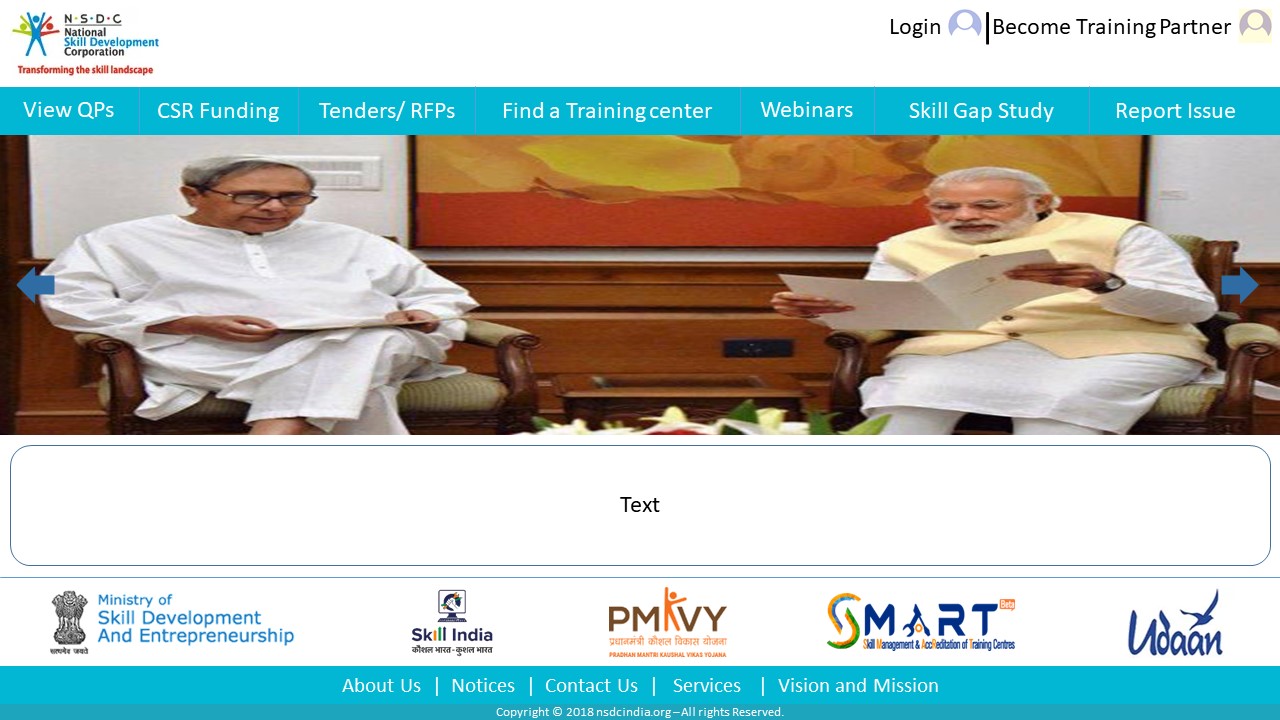 N·S·D·C
National
Skill Development
Corporation
Transforming the skill landscape
Login
Become Training Partner
View QPs
CSR Funding
Tenders/ RFPs
Find a Training center
Webinars
Skill Gap Study
Report Issue
Text
सत्यमेव जयते
Ministry of
Skill Development
And Entrepreneurship
Skill India
कौशल भारत-कुशल भारत
PMKVY
प्रधानमंत्री कौशल विकास योजना
PRADHAN MANTRI KAUSHAL VIKAS YOJANA
SMART Beta
Skill Management & AccReditation of Training Centres
Udaan
About Us | Notices | Contact Us | Services | Vision and Mission
Copyright © 2018 nsdcindia.org – All rights Reserved.